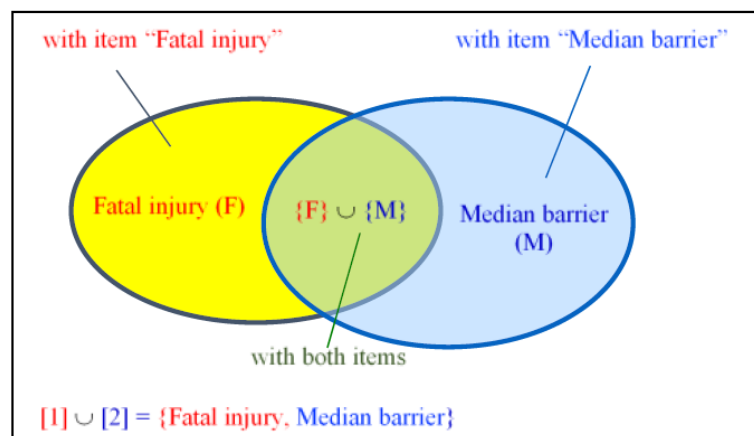 with item “Fatal injury”
with item “Median barrier”
Fatal injury (F)
{F} ∪ {M}
Median barrier
(M)
with both items
[1] ∪ [2] = {Fatal injury, Median barrier}